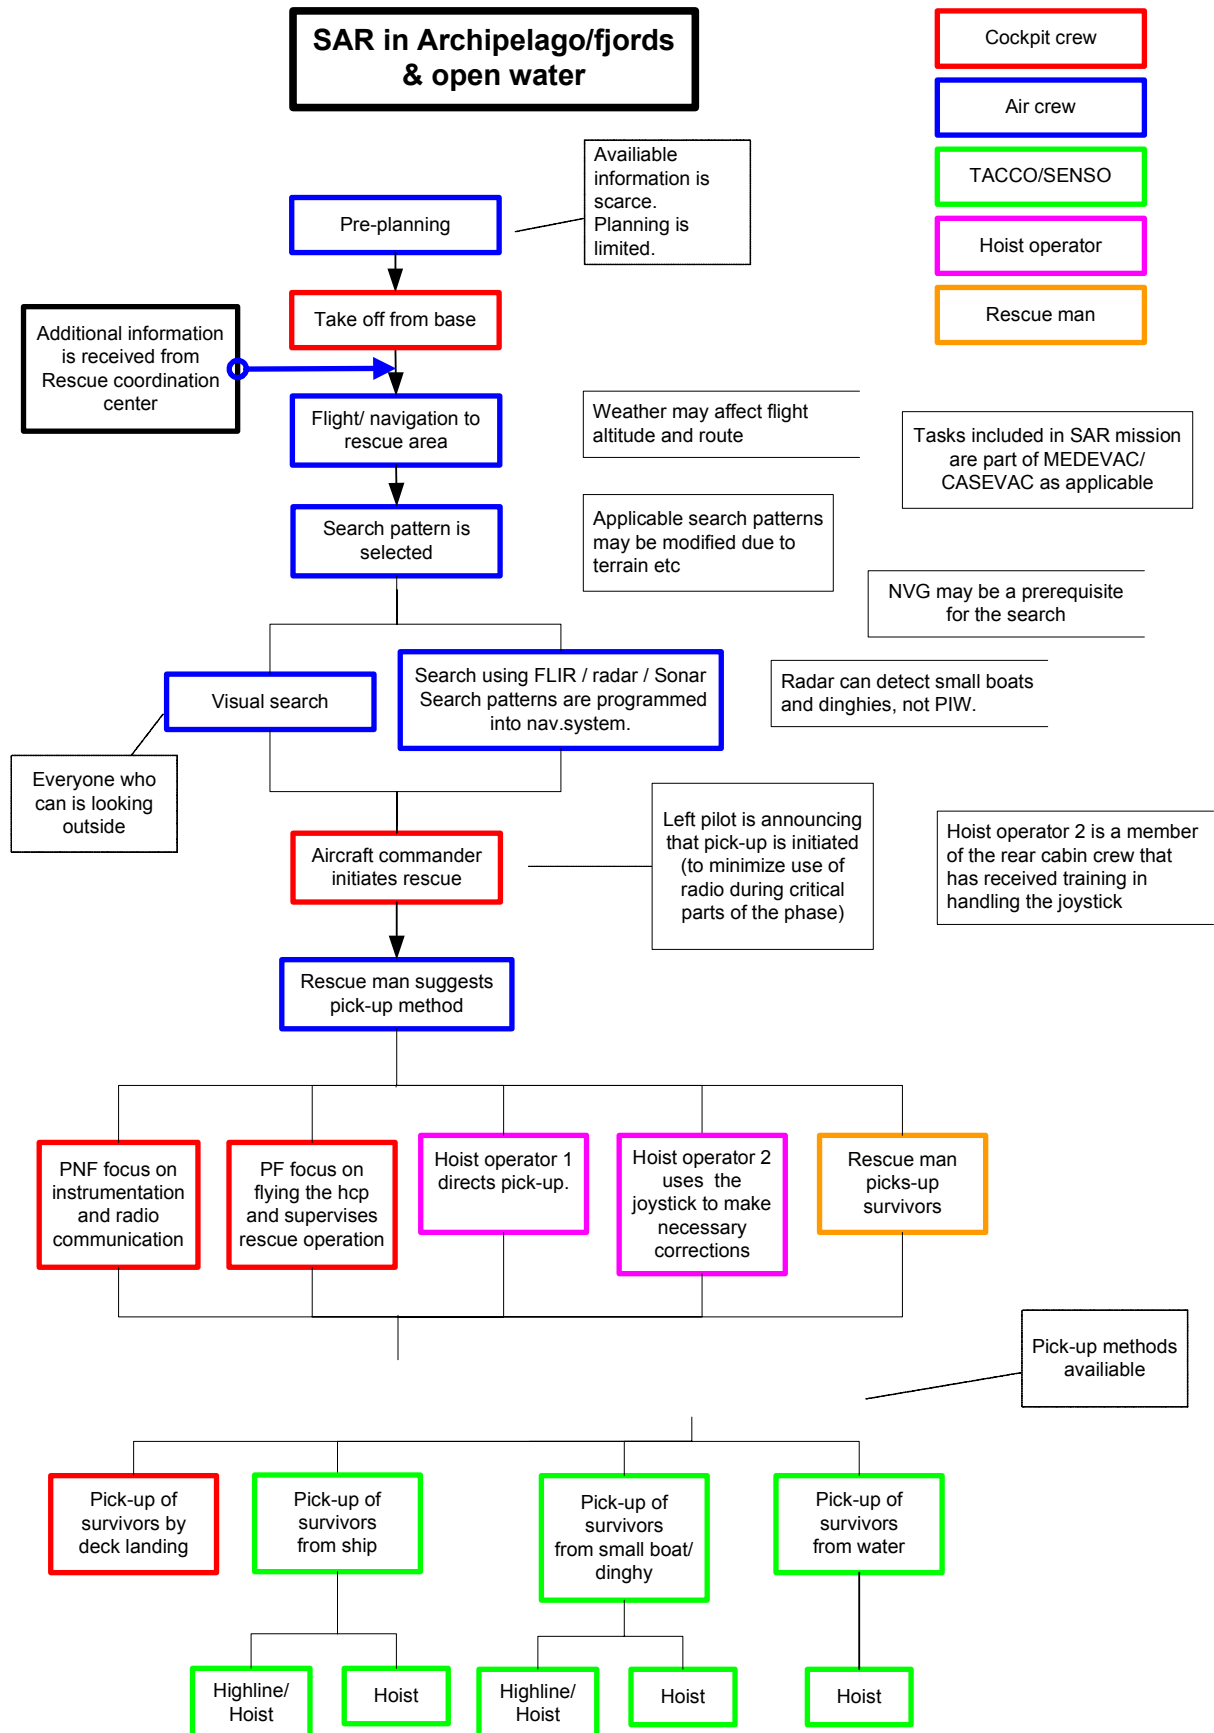 SAR in Archipelago/fjords
& open water
Cockpit crew
Air crew
TACCO/SENSO
Hoist operator
Rescue man
Availiable
information is
scarce.
Planning is
limited.
Pre-planning
Take off from base
Additional information
is received from
Rescue coordination
center
Flight/ navigation to
rescue area
Weather may affect flight
altitude and route
Tasks included in SAR mission
are part of MEDEVAC/
CASEVAC as applicable
Search pattern is
selected
Applicable search patterns
may be modified due to
terrain etc
NVG may be a prerequisite
for the search
Visual search
Search using FLIR / radar / Sonar
Search patterns are programmed
into nav.system.
Radar can detect small boats
and dinghies, not PIW.
Everyone who
can is looking
outside
Aircraft commander
initiates rescue
Left pilot is announcing
that pick-up is initiated
(to minimize use of
radio during critical
parts of the phase)
Hoist operator 2 is a member
of the rear cabin crew that
has received training in
handling the joystick
Rescue man suggests
pick-up method
PNF focus on
instrumentation
and radio
communication
PF focus on
flying the hcp
and supervises
rescue operation
Hoist operator 1
directs pick-up.
Hoist operator 2
uses the
joystick to make
necessary
corrections
Rescue man
picks-up
survivors
Pick-up methods
availiable
Pick-up of
survivors by
deck landing
Pick-up of
survivors
from ship
Pick-up of
survivors
from small boat/
dinghy
Pick-up of
survivors
from water
Highline/
Hoist
Hoist
Highline/
Hoist
Hoist
Hoist